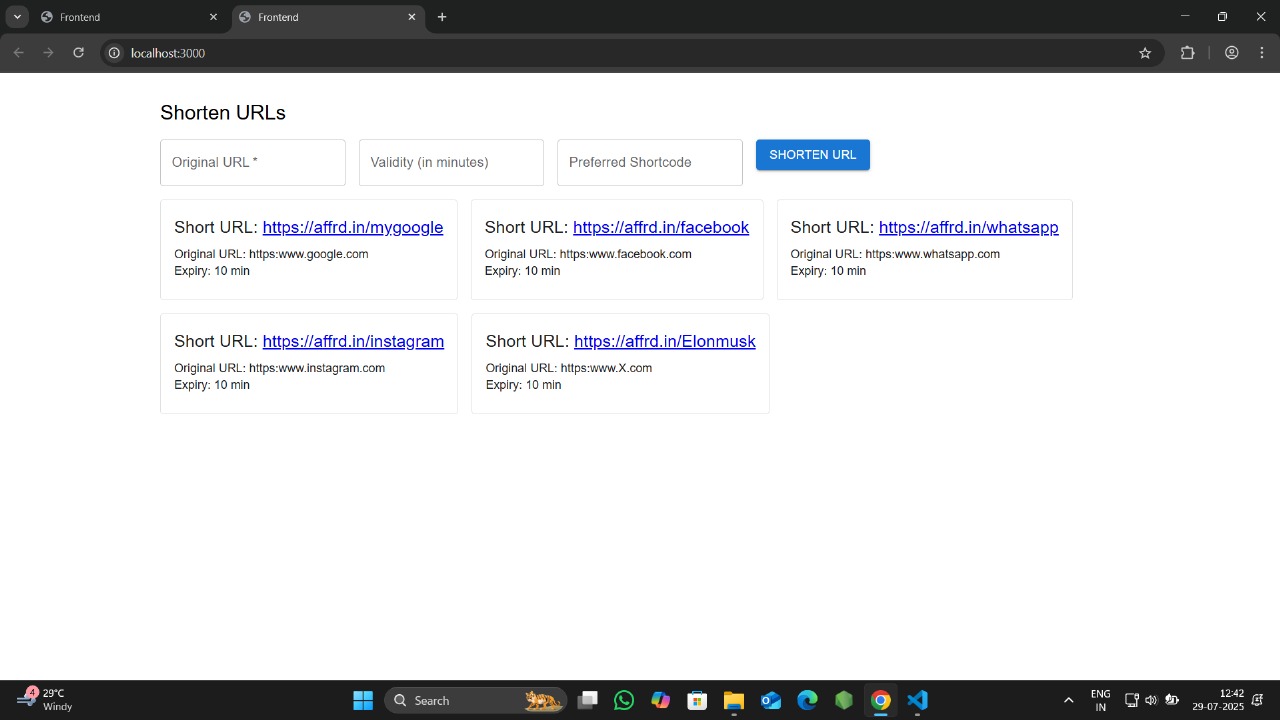 Frontend
Frontend
localhost:3000
Shorten URLs
Original URL *
Validity (in minutes)
Preferred Shortcode
SHORTEN URL
Short URL: https://affrd.in/mygoogle
Original URL: https:www.google.com
Expiry: 10 min
Short URL: https://affrd.in/facebook
Original URL: https:www.facebook.com
Expiry: 10 min
Short URL: https://affrd.in/whatsapp
Original URL: https:www.whatsapp.com
Expiry: 10 min
Short URL: https://affrd.in/instagram
Original URL: https:www.instagram.com
Expiry: 10 min
Short URL: https://affrd.in/Elonmusk
Original URL: https:www.X.com
Expiry: 10 min
4
29°C
Windy
Search
ENG
IN
12:42
29-07-2025